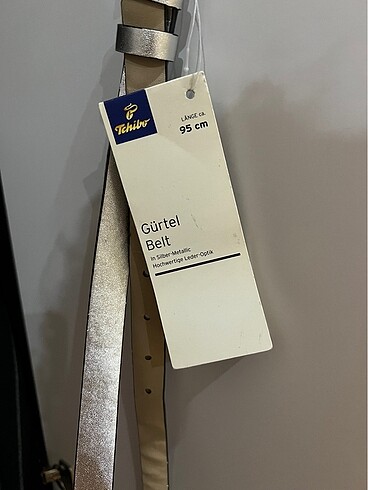 Tchibo
LÄNGE ca.
95 cm
Gürtel
Belt
In Silber-Metallic
Hochwertige Leder-Optik